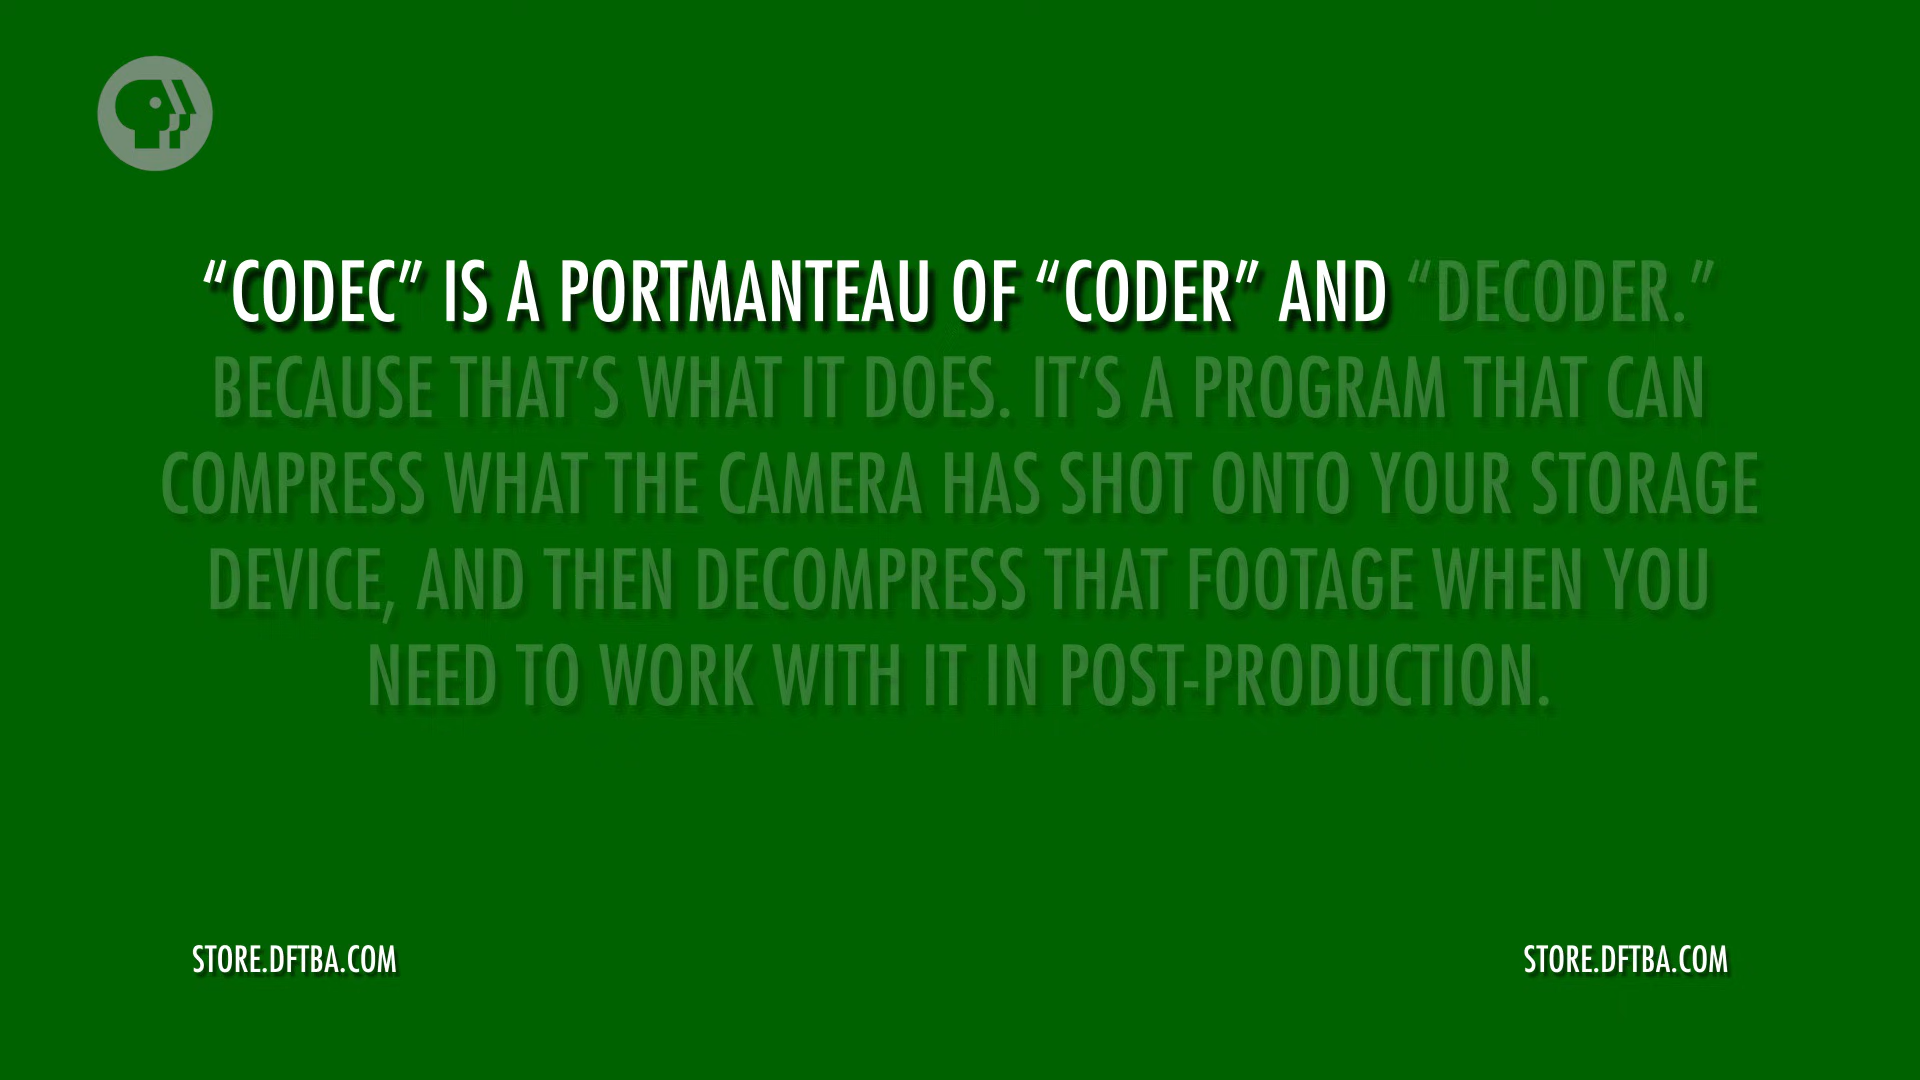 “CODEC” IS A PORTMANTEAU OF “CODER” AND “DECODER.”
BECAUSE THAT’S WHAT IT DOES. IT’S A PROGRAM THAT CAN
COMPRESS WHAT THE CAMERA HAS SHOT ONTO YOUR STORAGE
DEVICE, AND THEN DECOMPRESS THAT FOOTAGE WHEN YOU
NEED TO WORK WITH IT IN POST-PRODUCTION.
STORE.DFTBA.COM
STORE.DFTBA.COM